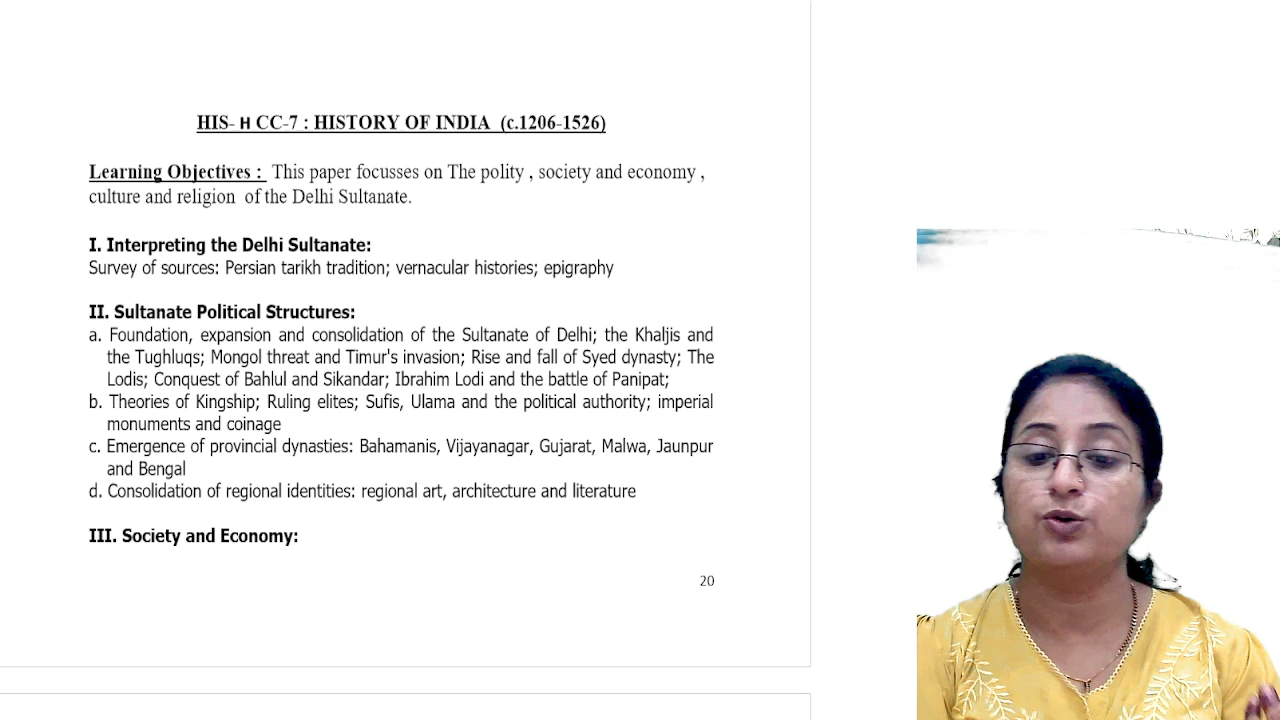 HIS- H CC-7 : HISTORY OF INDIA (c.1206-1526)
Learning Objectives : This paper focusses on The polity , society and economy ,
culture and religion of the Delhi Sultanate.
I. Interpreting the Delhi Sultanate:
Survey of sources: Persian tarikh tradition; vernacular histories; epigraphy
II. Sultanate Political Structures:
a. Foundation, expansion and consolidation of the Sultanate of Delhi; the Khaljis and
the Tughluqs; Mongol threat and Timur's invasion; Rise and fall of Syed dynasty; The
Lodis; Conquest of Bahlul and Sikandar; Ibrahim Lodi and the battle of Panipat;
b. Theories of Kingship; Ruling elites; Sufis, Ulama and the political authority; imperial
monuments and coinage
c. Emergence of provincial dynasties: Bahamanis, Vijayanagar, Gujarat, Malwa, Jaunpur
and Bengal
d. Consolidation of regional identities: regional art, architecture and literature
III. Society and Economy:
20